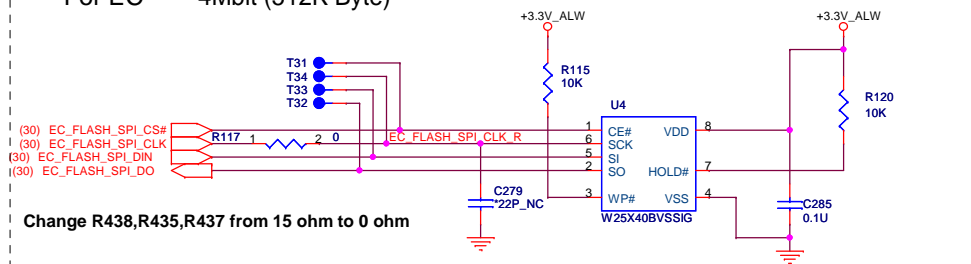 For EC 4Mbit (512K Byte)
+3.3V_ALW
+3.3V_ALW
T31
T34
T33
T32
R115
10K
R120
10K
U4
(30) EC_FLASH_SPI_CS#
(30) EC_FLASH_SPI_CLK
(30) EC_FLASH_SPI_DIN
(30) EC_FLASH_SPI_DO
R117 1 2 0
EC_FLASH_SPI_CLK_R
1 CE# VDD 8
6 SCK
5 SI
2 SO HOLD# 7
3 WP# VSS 4
W25X40BVSSIG
C279
*22P_NC
C285
0.1U
Change R438,R435,R437 from 15 ohm to 0 ohm